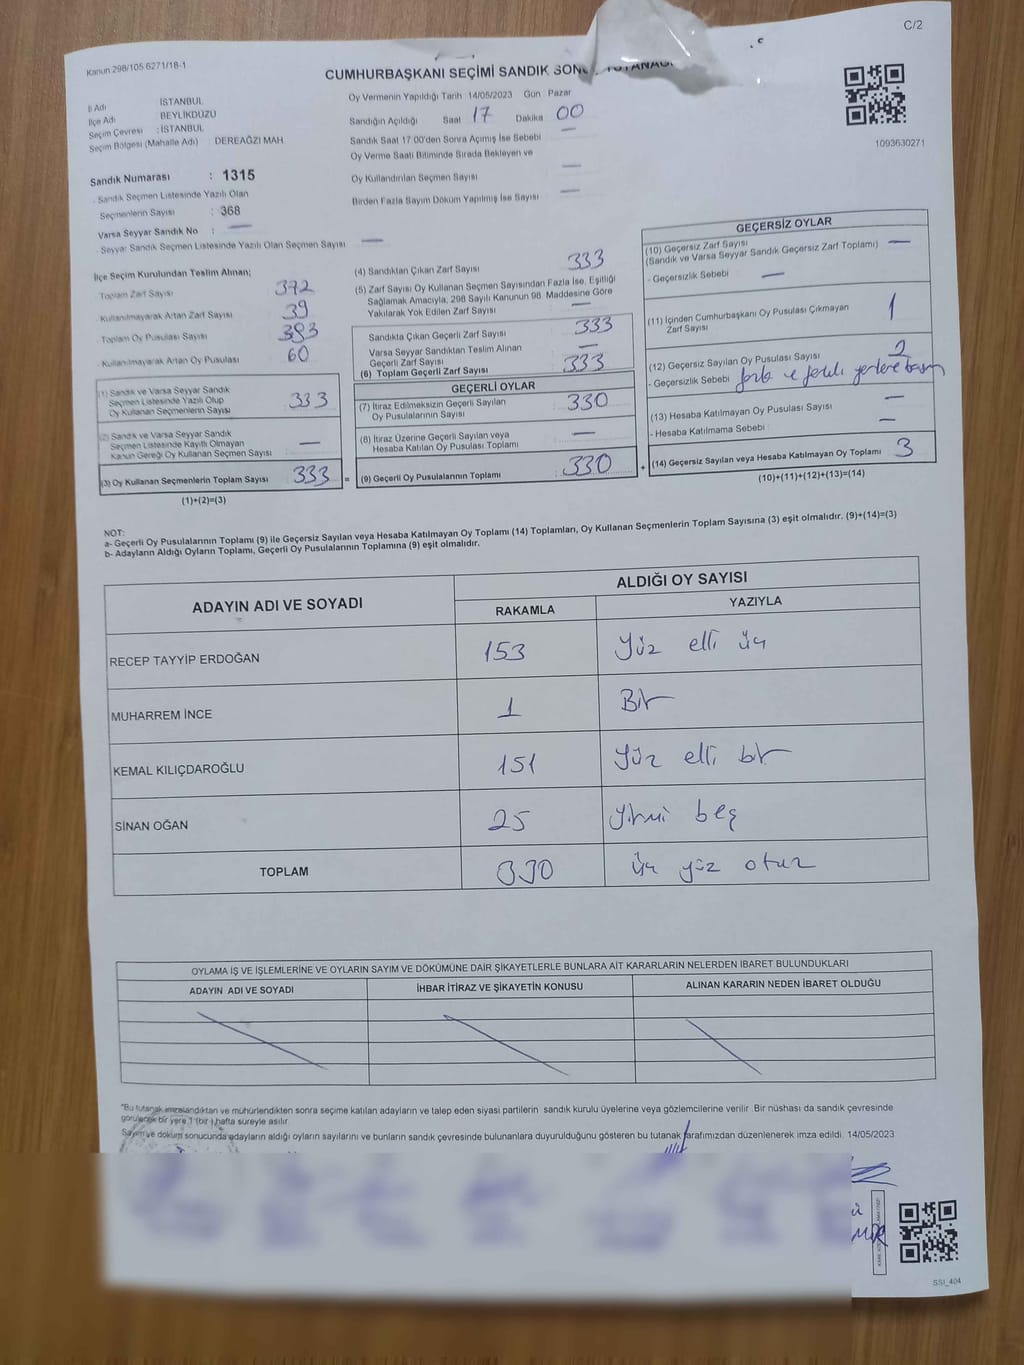 C/2
Kanun 298/105 6271/18-1
CUMHURBAŞKANI SEÇİMİ SANDIK SONUÇ TUTANAĞI
1093630271
İl Adı İSTANBUL
İlçe Adı BEYLİKDÜZÜ
Seçim Çevresi : İSTANBUL
Seçim Bölgesi (Mahalle Adı) : DEREAĞZI MAH
Sandık Numarası : 1315
- Sandık Seçmen Listesinde Yazılı Olan
Seçmenlerin Sayısı : 368
Varsa Seyyar Sandık No : —
- Seyyar Sandık Seçmen Listesinde Yazılı Olan Seçmen Sayısı —
Oy Vermenin Yapıldığı Tarih 14/05/2023 Gün Pazar
Sandığın Açıldığı Saat 17 Dakika 00
Sandık Saat 17 00'den Sonra Açımış İse Sebebi —
Oy Verme Saati Bitiminde Sırada Bekleyen ve
Oy Kullandırılan Seçmen Sayısı —
Birden Fazla Sayım Döküm Yapılmış İse Sayısı —
İlçe Seçim Kurulundan Teslim Alınan;
Toplam Zarf Sayısı 372
Kullanılmayarak Artan Zarf Sayısı 39
Toplam Oy Pusulası Sayısı 393
- Kullanılmayarak Artan Oy Pusulası 60
(1) Sandık ve Varsa Seyyar Sandık
Seçmen Listesinde Yazılı Olup
Oy Kullanan Seçmenlerin Sayısı 333
(2) Sandık ve Varsa Seyyar Sandık
Seçmen Listesinde Kayıtlı Olmayan
Kanun Gereği Oy Kullanan Seçmen Sayısı —
(3) Oy Kullanan Seçmenlerin Toplam Sayısı 333 =
(1)+(2)=(3)
(4) Sandıktan Çıkan Zarf Sayısı 333
(5) Zarf Sayısı Oy Kullanan Seçmen Sayısından Fazla İse, Eşitliği
Sağlamak Amacıyla, 298 Sayılı Kanunun 98. Maddesine Göre
Yakılarak Yok Edilen Zarf Sayısı —
Sandıkta Çıkan Geçerli Zarf Sayısı 333
Varsa Seyyar Sandıktan Teslim Alınan
Geçerli Zarf Sayısı —
(6) Toplam Geçerli Zarf Sayısı 333
GEÇERLİ OYLAR
(7) İtiraz Edilmeksizin Geçerli Sayılan
Oy Pusulalarının Sayısı 330
(8) İtiraz Üzerine Geçerli Sayılan veya
Hesaba Katılan Oy Pusulası Toplamı —
(9) Geçerli Oy Pusulalarının Toplamı 330 +
GEÇERSİZ OYLAR
(10) Geçersiz Zarf Sayısı —
(Sandık ve Varsa Seyyar Sandık Geçersiz Zarf Toplamı)
- Geçersizlik Sebebi —
(11) İçinden Cumhurbaşkanı Oy Pusulası Çıkmayan
Zarf Sayısı 1
(12) Geçersiz Sayılan Oy Pusulası Sayısı 2
- Geçersizlik Sebebi ve farklı yerlere basım
(13) Hesaba Katılmayan Oy Pusulası Sayısı —
- Hesaba Katılmama Sebebi —
(14) Geçersiz Sayılan veya Hesaba Katılmayan Oy Toplamı 3
(10)+(11)+(12)+(13)=(14)
NOT:
a- Geçerli Oy Pusulalarının Toplamı (9) ile Geçersiz Sayılan veya Hesaba Katılmayan Oy Toplamı (14) Toplamları, Oy Kullanan Seçmenlerin Toplam Sayısına (3) eşit olmalıdır. (9)+(14)=(3)
b- Adayların Aldığı Oyların Toplamı, Geçerli Oy Pusulalarının Toplamına (9) eşit olmalıdır.
ADAYIN ADI VE SOYADI
ALDIĞI OY SAYISI
RAKAMLA YAZIYLA
RECEP TAYYİP ERDOĞAN 153 Yüz elli üç
MUHARREM İNCE 1 Bir
KEMAL KILIÇDAROĞLU 151 Yüz elli bir
SİNAN OĞAN 25 Yirmi beş
TOPLAM 330 üç yüz otuz
OYLAMA İŞ VE İŞLEMLERİNE VE OYLARIN SAYIM VE DÖKÜMÜNE DAİR ŞİKAYETLERLE BUNLARA AİT KARARLARIN NELERDEN İBARET BULUNDUKLARI
ADAYIN ADI VE SOYADI İHBAR İTİRAZ VE ŞİKAYETİN KONUSU ALINAN KARARIN NEDEN İBARET OLDUĞU
"Bu tutanak imzalandıktan ve mühürlendikten sonra seçime katılan adayların ve talep eden siyasi partilerin sandık kurulu üyelerine veya gözlemcilerine verilir. Bir nüshası da sandık çevresinde
görülecek bir yere 1 (bir) hafta süreyle asılır.
Sayım ve döküm sonucunda adayların aldığı oyların sayılarını ve bunların sandık çevresinde bulunanlara duyurulduğunu gösteren bu tutanak tarafımızdan düzenlenerek imza edildi. 14/05/2023
SSI_404